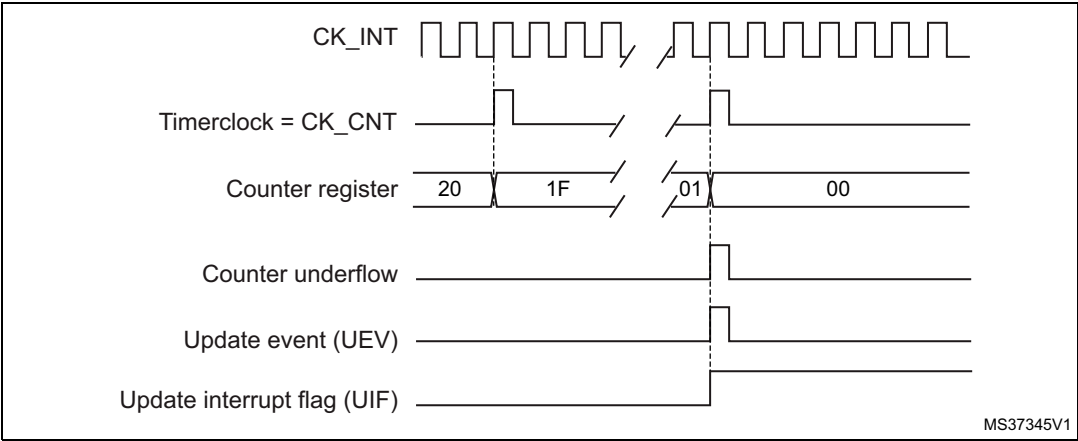 CK_INT
Timerclock = CK_CNT
Counter register 20 1F 01 00
Counter underflow
Update event (UEV)
Update interrupt flag (UIF)
MS37345V1